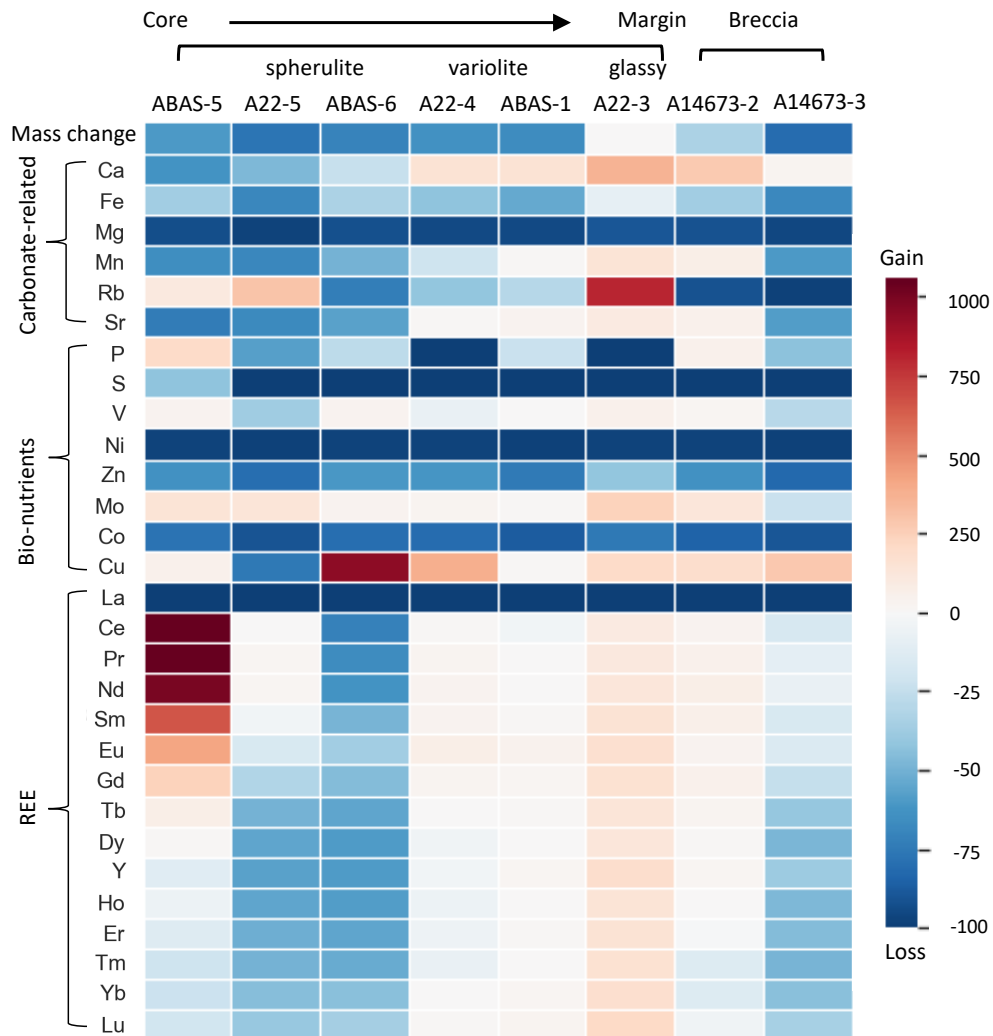 Core Margin Breccia
spherulite variolite glassy
ABAS-5 A22-5 ABAS-6 A22-4 ABAS-1 A22-3 A14673-2 A14673-3
Mass change
Carbonate-related
Ca
Fe
Mg
Mn
Rb
Sr
Bio-nutrients
P
S
V
Ni
Zn
Mo
Co
Cu
REE
La
Ce
Pr
Nd
Sm
Eu
Gd
Tb
Dy
Y
Ho
Er
Tm
Yb
Lu
Gain
1000
750
500
250
0
-25
-50
-75
-100
Loss